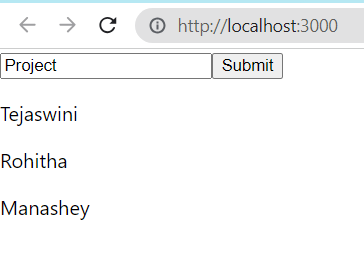 http://localhost:3000
Project Submit
Tejaswini
Rohitha
Manashey